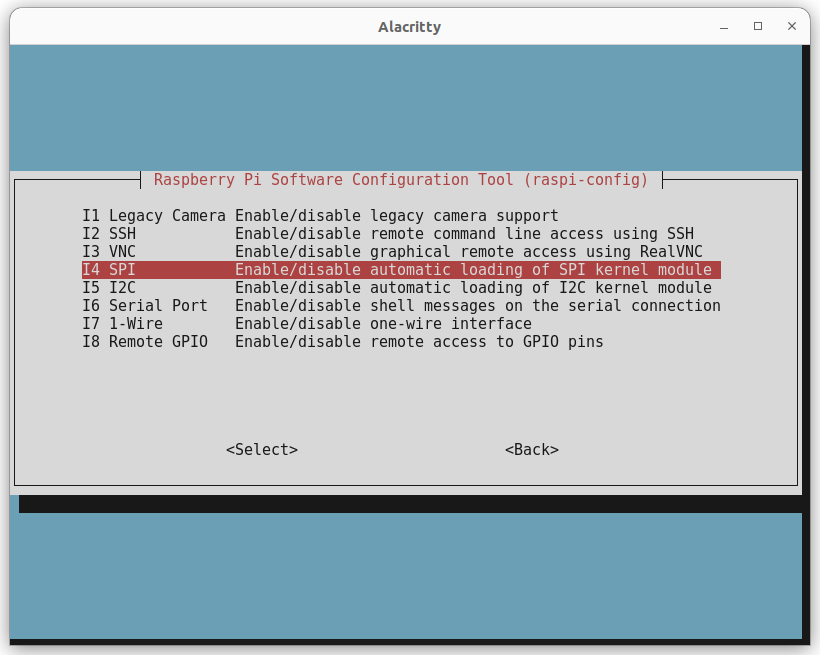 Alacritty
Raspberry Pi Software Configuration Tool (raspi-config)
I1 Legacy Camera Enable/disable legacy camera support
I2 SSH Enable/disable remote command line access using SSH
I3 VNC Enable/disable graphical remote access using RealVNC
I4 SPI Enable/disable automatic loading of SPI kernel module
I5 I2C Enable/disable automatic loading of I2C kernel module
I6 Serial Port Enable/disable shell messages on the serial connection
I7 1-Wire Enable/disable one-wire interface
I8 Remote GPIO Enable/disable remote access to GPIO pins
<Select> <Back>